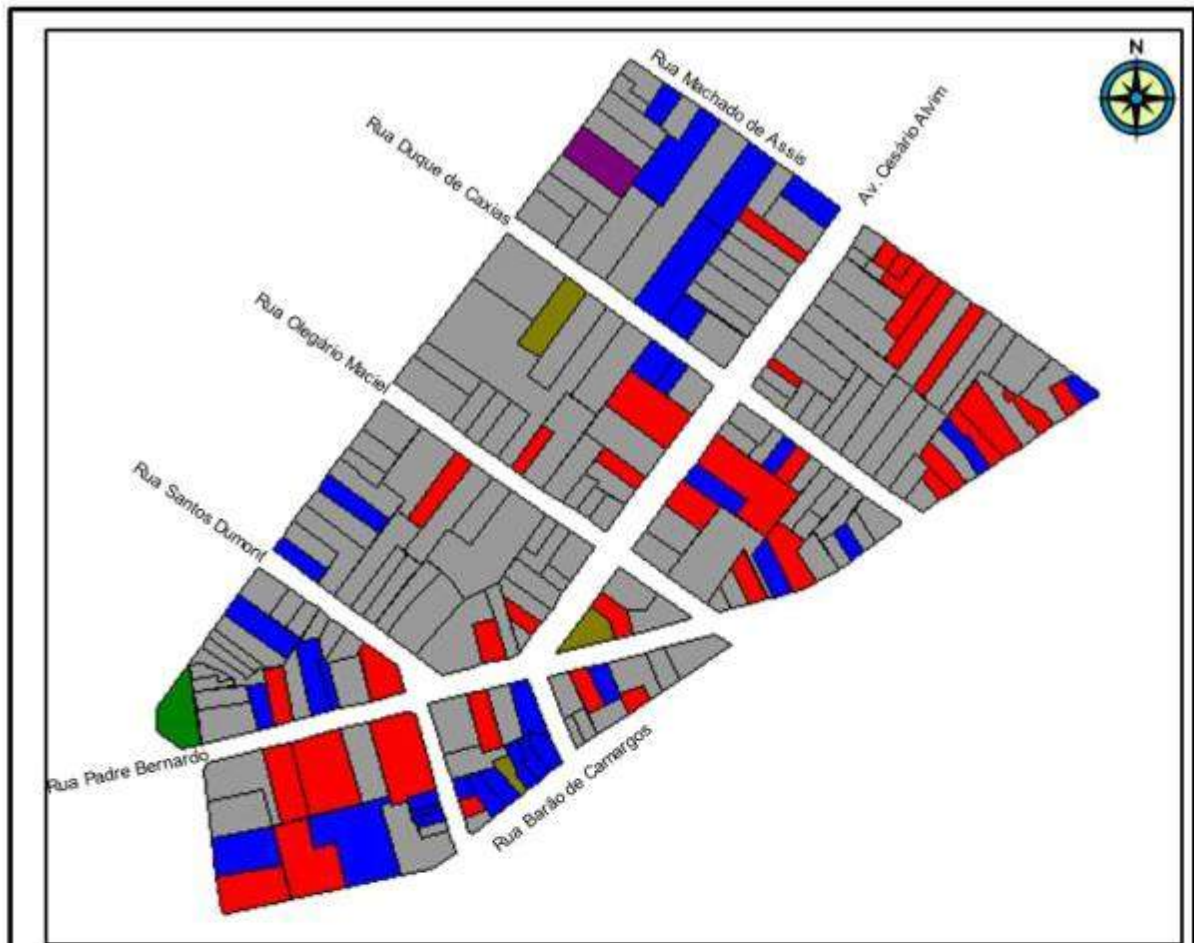 N
Rua Machado de Assis
Av. Cesário Alvim
Rua Duque de Caxias
Rua Olegário Maciel
Rua Santos Dumont
Rua Padre Bernardo
Rua Barão de Camargos